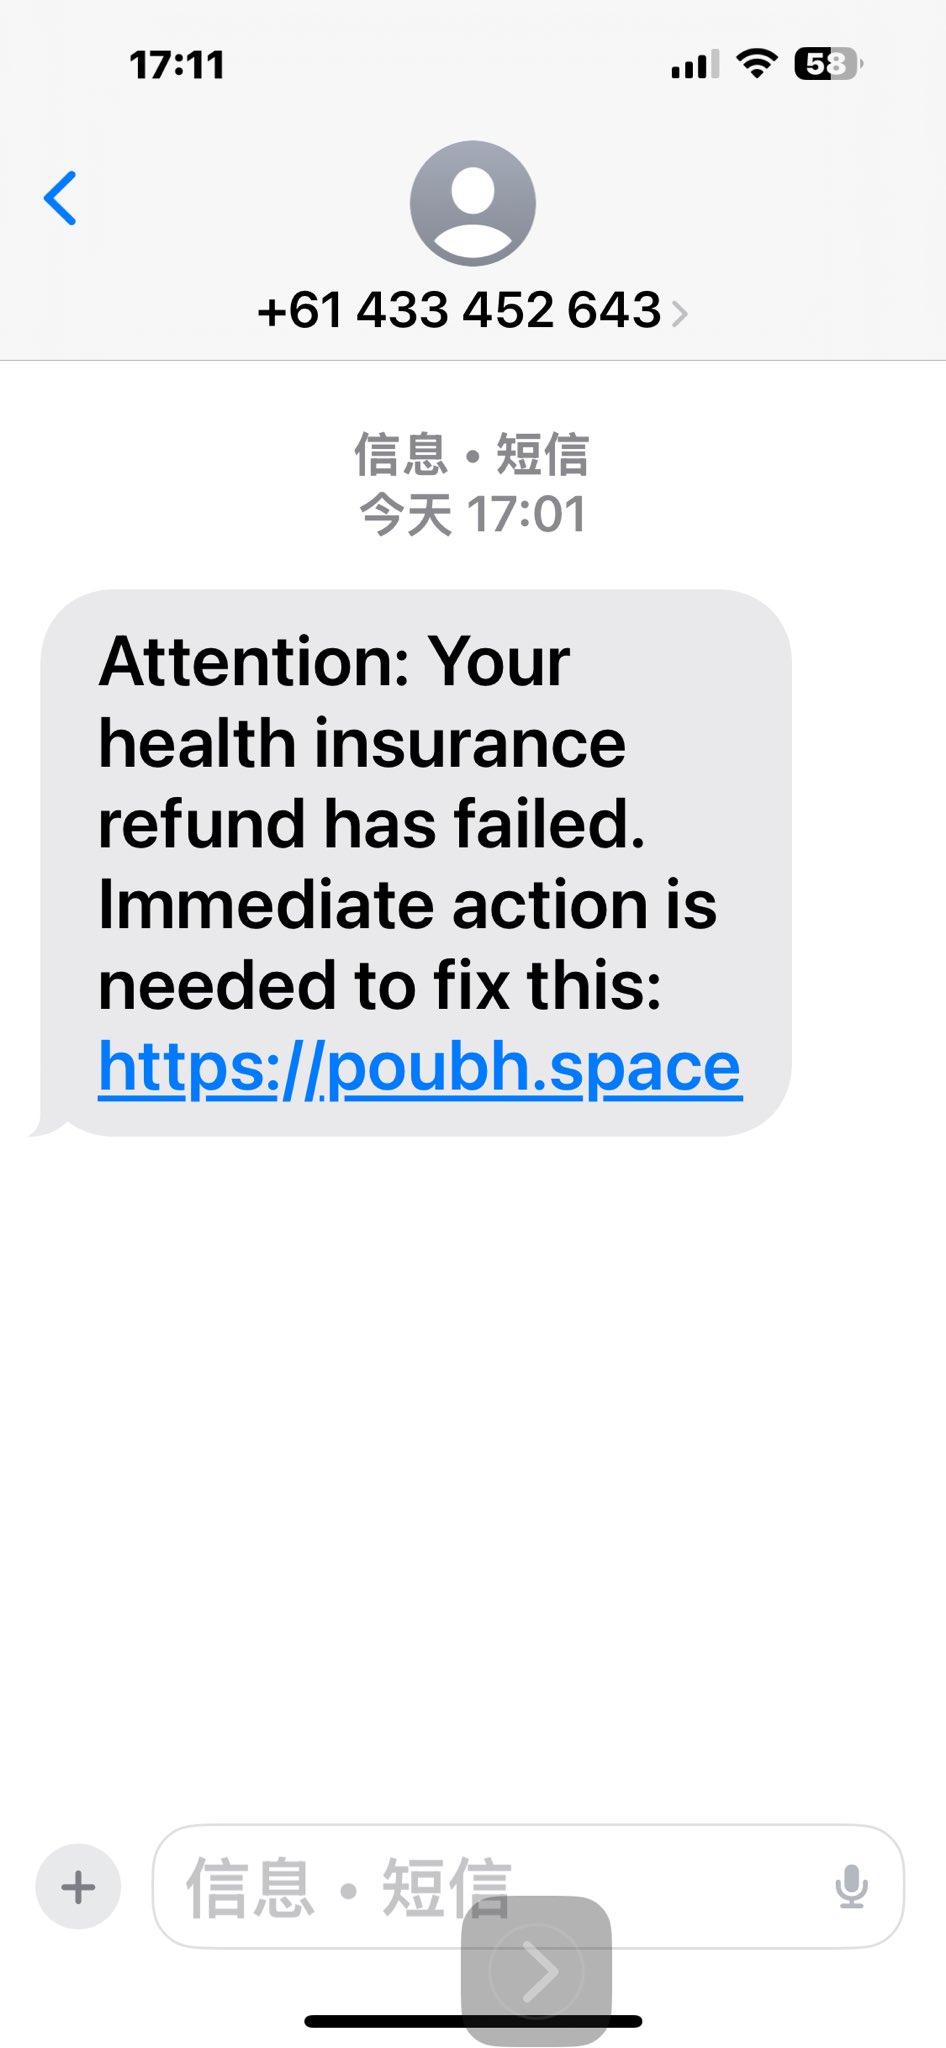 17:11
58
+61 433 452 643
信息 • 短信
今天 17:01
Attention: Your
health insurance
refund has failed.
Immediate action is
needed to fix this:
https://poubh.space
信息 • 短信